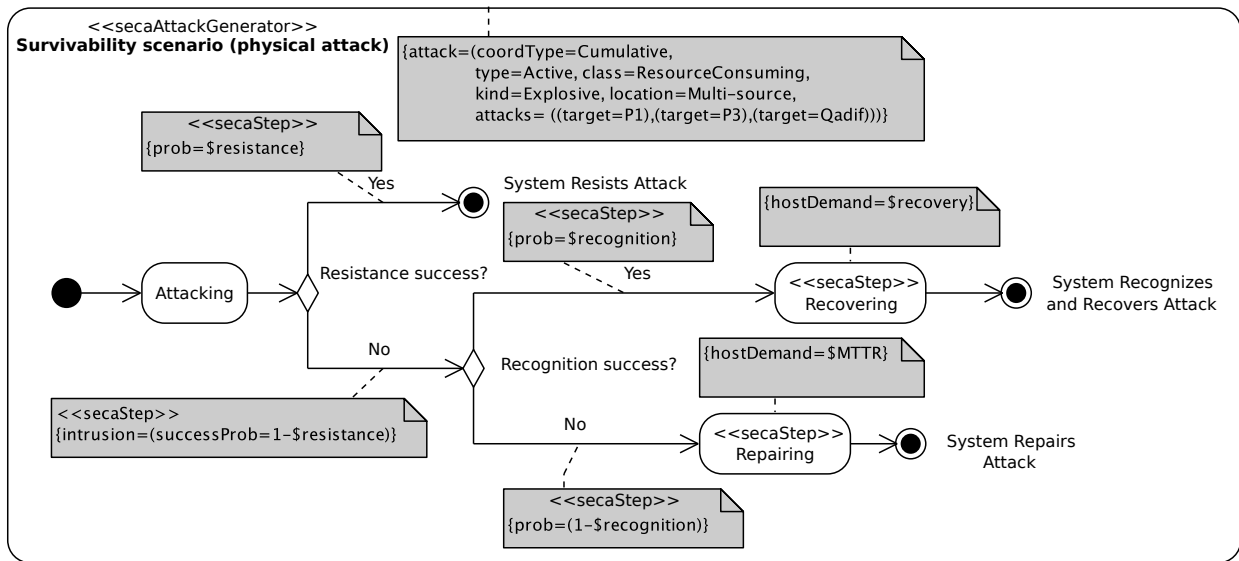 <<secaAttackGenerator>>
Survivability scenario (physical attack)
{attack=(coordType=Cumulative,
type=Active, class=ResourceConsuming,
kind=Explosive, location=Multi-source,
attacks= ((target=P1),(target=P3),(target=Qadif)))}
<<secaStep>>
{prob=$resistance}
Yes
System Resists Attack
<<secaStep>>
{prob=$recognition}
{hostDemand=$recovery}
Attacking
Resistance success?
Yes
<<secaStep>>
Recovering
System Recognizes
and Recovers Attack
No
Recognition success?
{hostDemand=$MTTR}
<<secaStep>>
{intrusion=(successProb=1-$resistance)}
No
<<secaStep>>
Repairing
System Repairs
Attack
<<secaStep>>
{prob=(1-$recognition)}